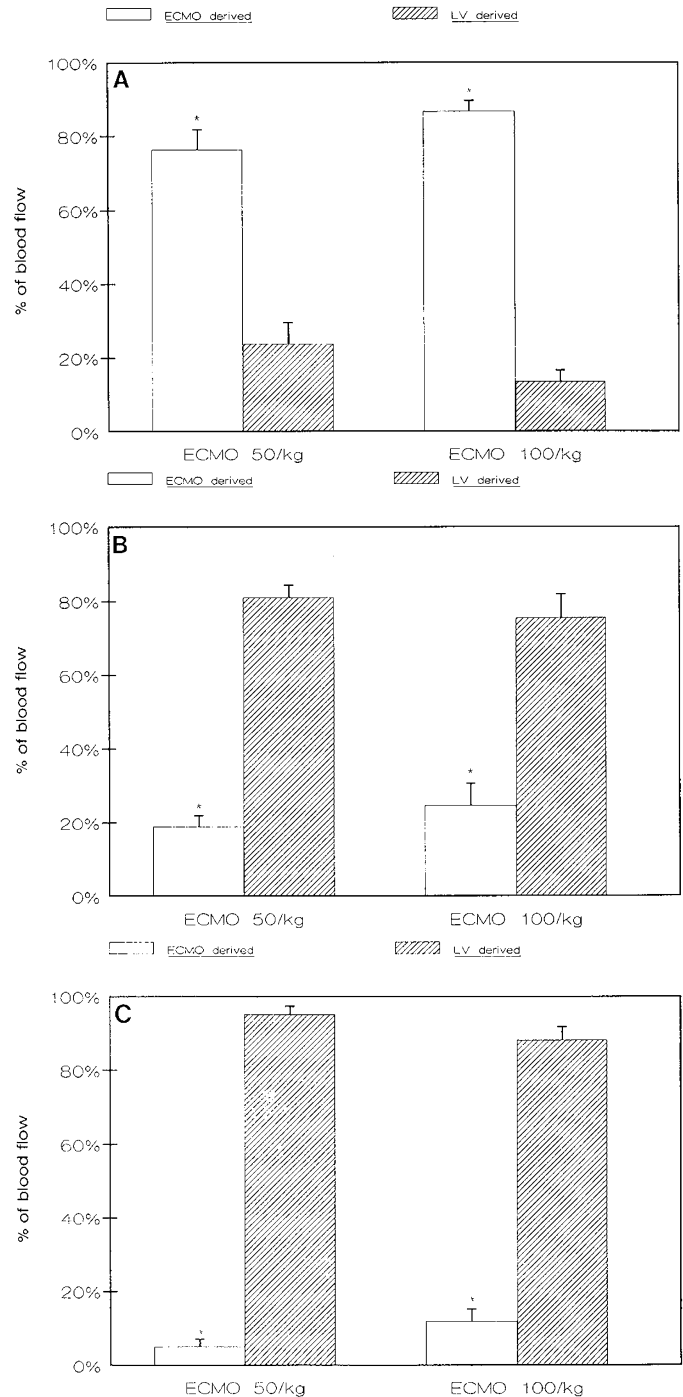 ECMO derived LV derived
100%
A
*
*
80%
60%
% of blood flow
40%
20%
0%
ECMO 50/kg ECMO 100/kg
ECMO derived LV derived
100%
B
80%
60%
% of blood flow
40%
*
*
20%
0%
ECMO 50/kg ECMO 100/kg
ECMO derived LV derived
100%
C
80%
60%
% of blood flow
40%
20%
*
*
0%
ECMO 50/kg ECMO 100/kg